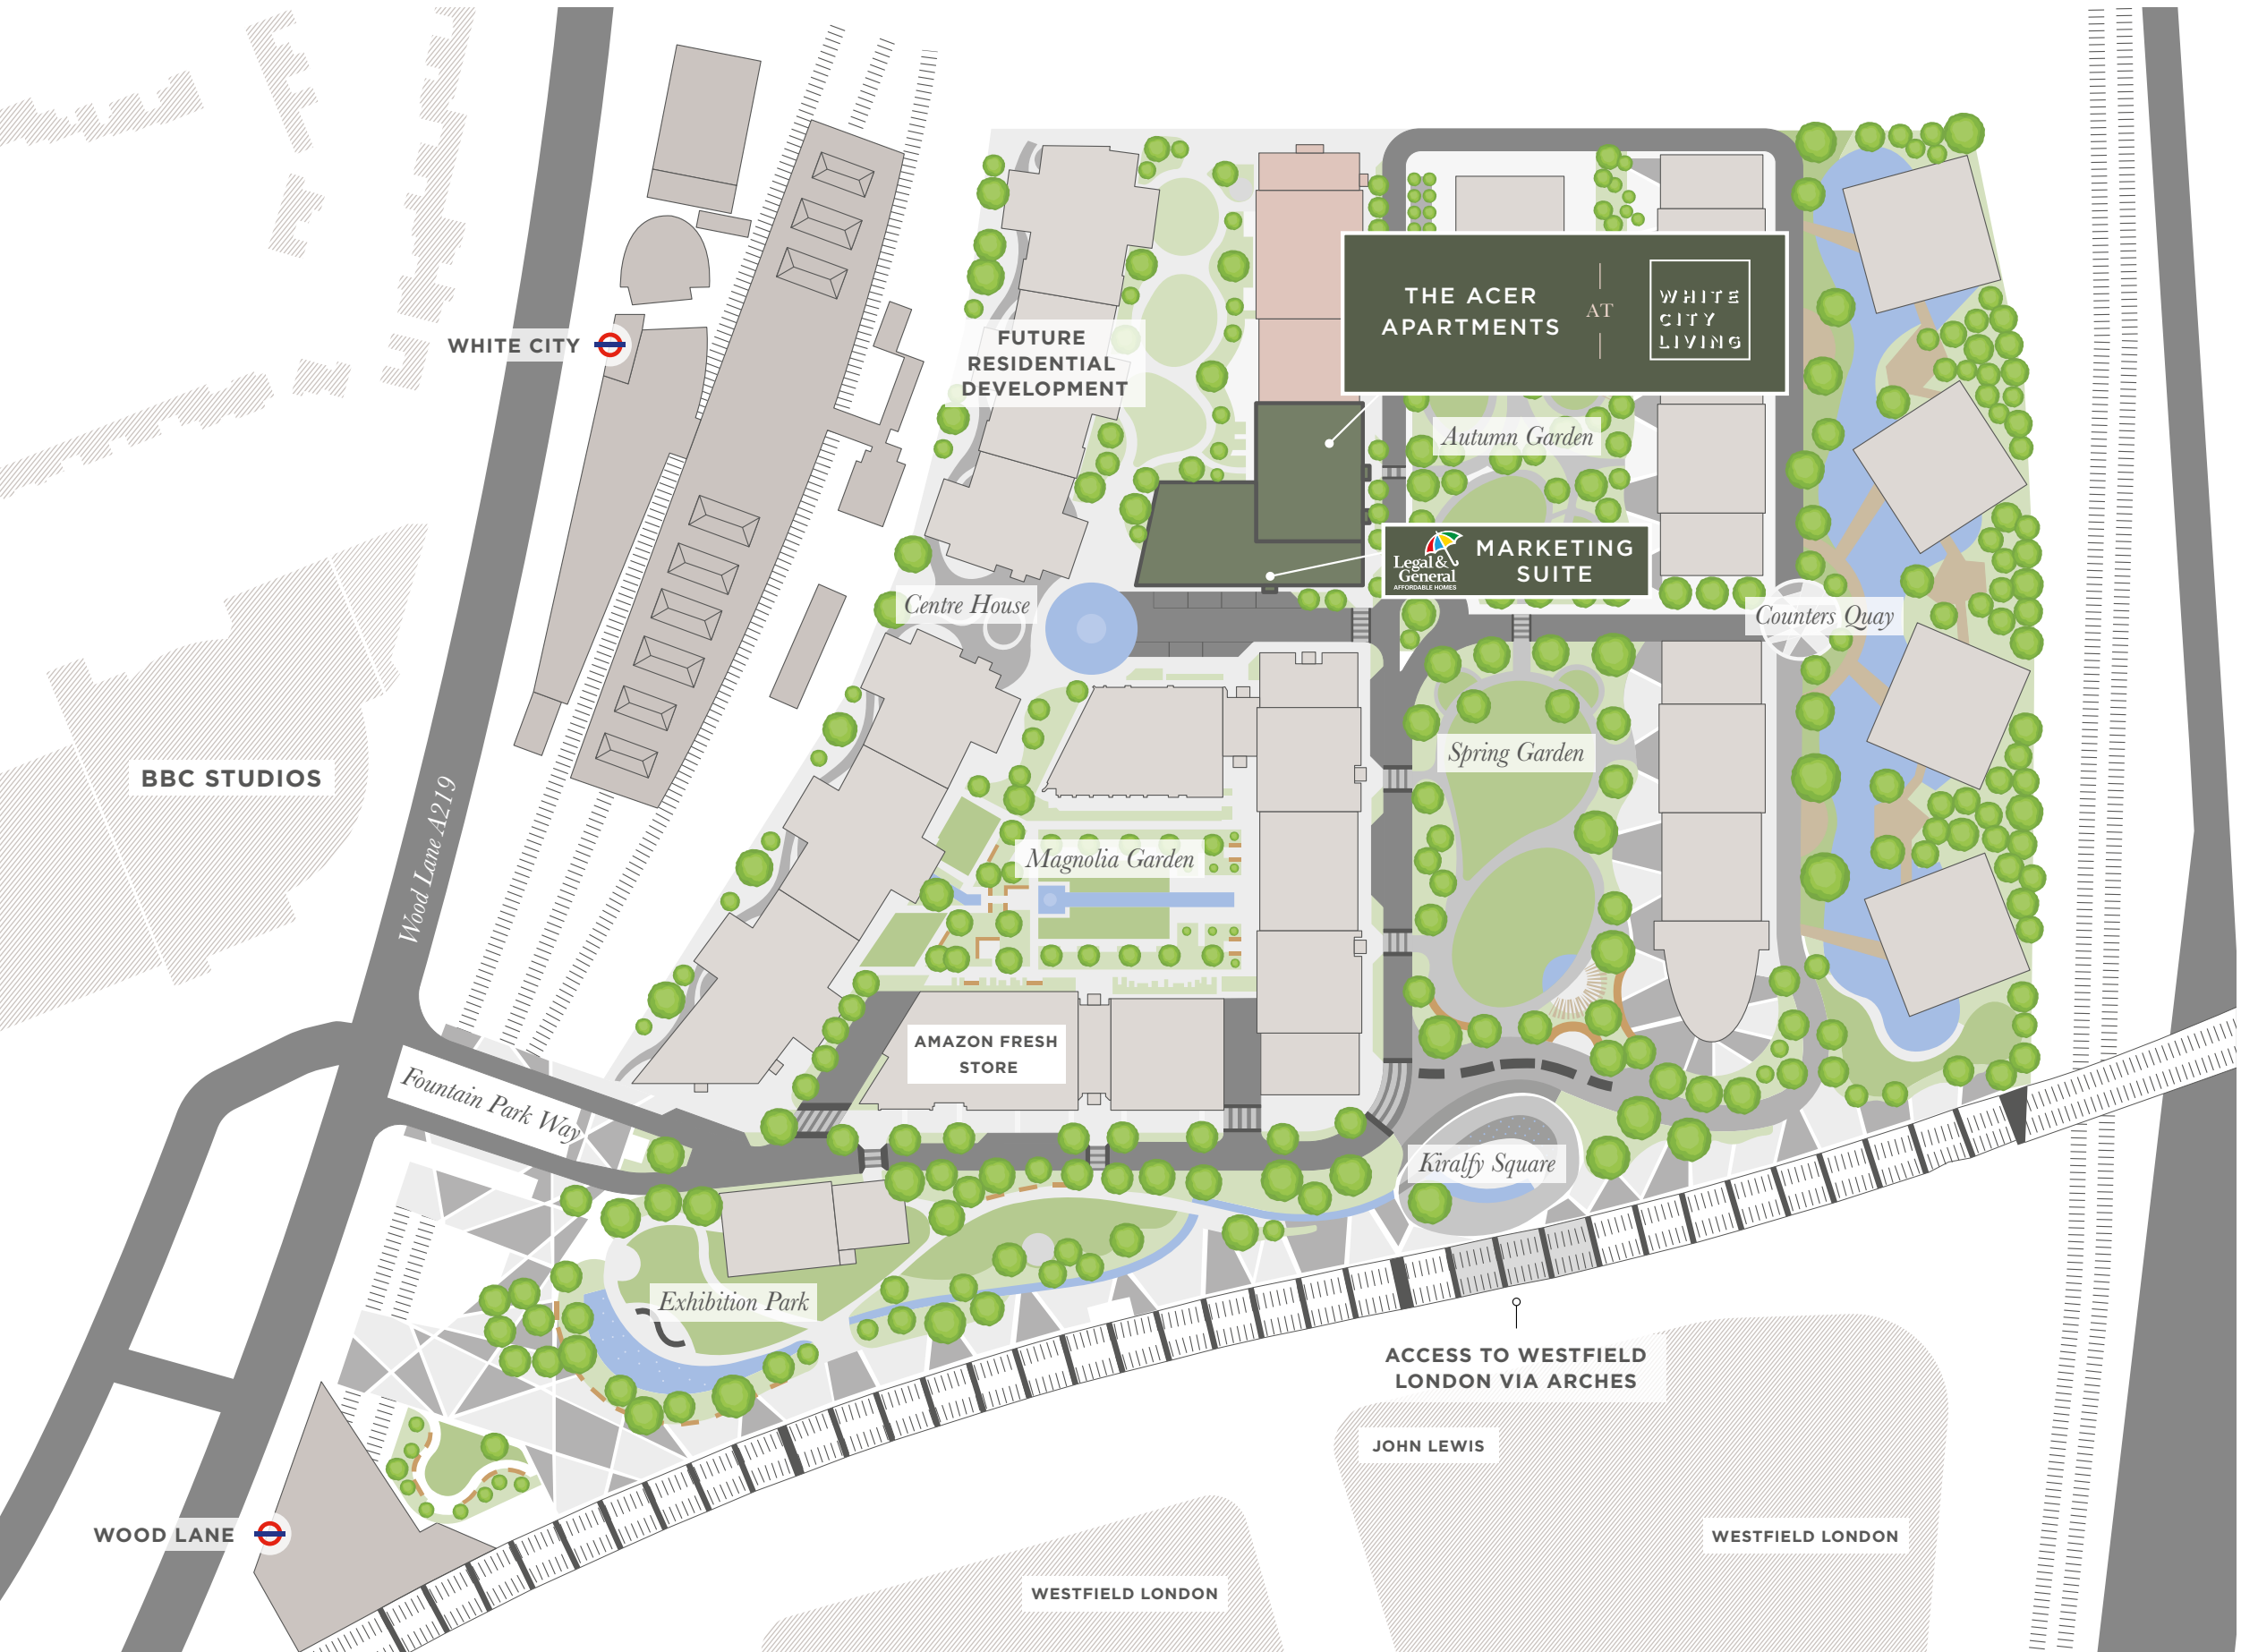 THE ACER
APARTMENTS
AT
WHITE
CITY
LIVING
WHITE CITY
FUTURE
RESIDENTIAL
DEVELOPMENT
Autumn Garden
Legal &
General
AFFORDABLE HOMES
MARKETING
SUITE
Centre House
Counters Quay
BBC STUDIOS
Spring Garden
Wood Lane A219
Magnolia Garden
AMAZON FRESH
STORE
Fountain Park Way
Kiralfy Square
Exhibition Park
ACCESS TO WESTFIELD
LONDON VIA ARCHES
JOHN LEWIS
WOOD LANE
WESTFIELD LONDON
WESTFIELD LONDON